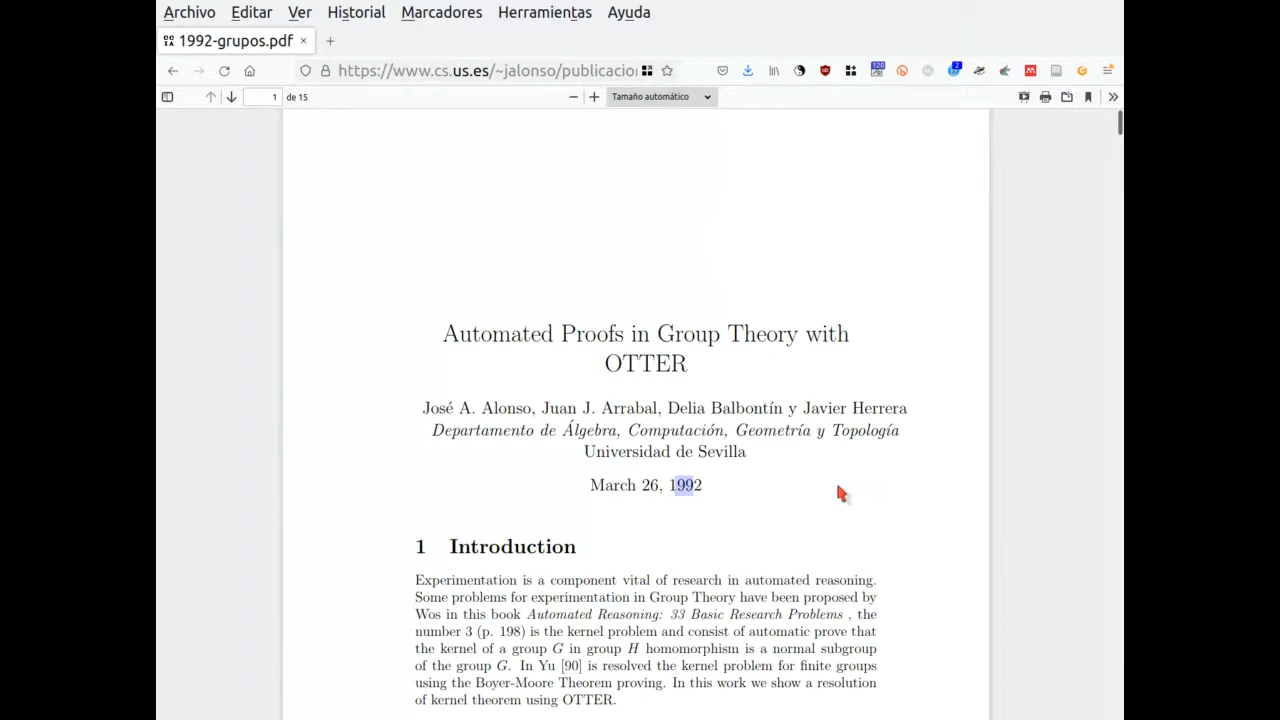 Archivo Editar Ver Historial Marcadores Herramientas Ayuda
1992-grupos.pdf × +
https://www.cs.us.es/~jalonso/publicacio
120
2
1 de 15 − + Tamaño automático
Automated Proofs in Group Theory with
OTTER
José A. Alonso, Juan J. Arrabal, Delia Balbontín y Javier Herrera
Departamento de Álgebra, Computación, Geometría y Topología
Universidad de Sevilla
March 26, 1992
1 Introduction
Experimentation is a component vital of research in automated reasoning.
Some problems for experimentation in Group Theory have been proposed by
Wos in this book Automated Reasoning: 33 Basic Research Problems , the
number 3 (p. 198) is the kernel problem and consist of automatic prove that
the kernel of a group G in group H homomorphism is a normal subgroup
of the group G. In Yu [90] is resolved the kernel problem for finite groups
using the Boyer-Moore Theorem proving. In this work we show a resolution
of kernel theorem using OTTER.